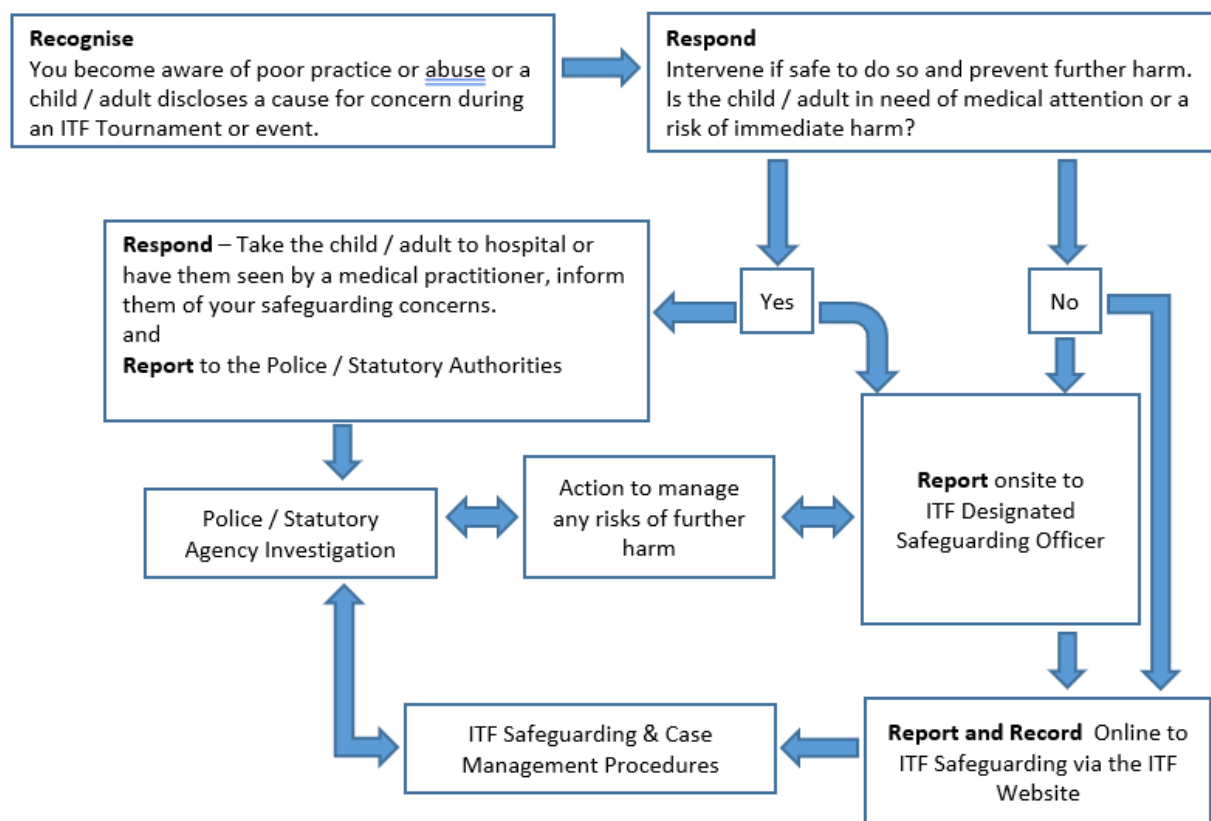 Recognise
You become aware of poor practice or abuse or a
child / adult discloses a cause for concern during
an ITF Tournament or event.
Respond
Intervene if safe to do so and prevent further harm.
Is the child / adult in need of medical attention or a
risk of immediate harm?
Yes
No
Respond – Take the child / adult to hospital or
have them seen by a medical practitioner, inform
them of your safeguarding concerns.
and
Report to the Police / Statutory Authorities
Report onsite to
ITF Designated
Safeguarding Officer
Police / Statutory
Agency Investigation
Action to manage
any risks of further
harm
ITF Safeguarding & Case
Management Procedures
Report and Record Online to
ITF Safeguarding via the ITF
Website